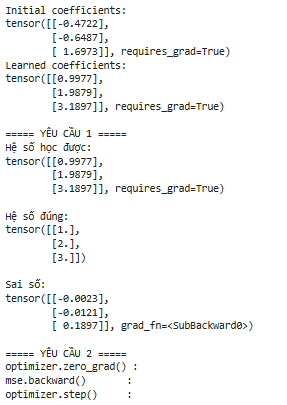 Initial coefficients:
tensor([[-0.4722],
        [-0.6487],
        [ 1.6973]], requires_grad=True)
Learned coefficients:
tensor([[0.9977],
        [1.9879],
        [3.1897]], requires_grad=True)

===== YÊU CẦU 1 =====
Hệ số học được:
tensor([[0.9977],
        [1.9879],
        [3.1897]], requires_grad=True)

Hệ số đúng:
tensor([[1.],
        [2.],
        [3.]])

Sai số:
tensor([[-0.0023],
        [-0.0121],
        [ 0.1897]], grad_fn=<SubBackward0>)

===== YÊU CẦU 2 =====
optimizer.zero_grad() :
mse.backward()      :
optimizer.step()    :